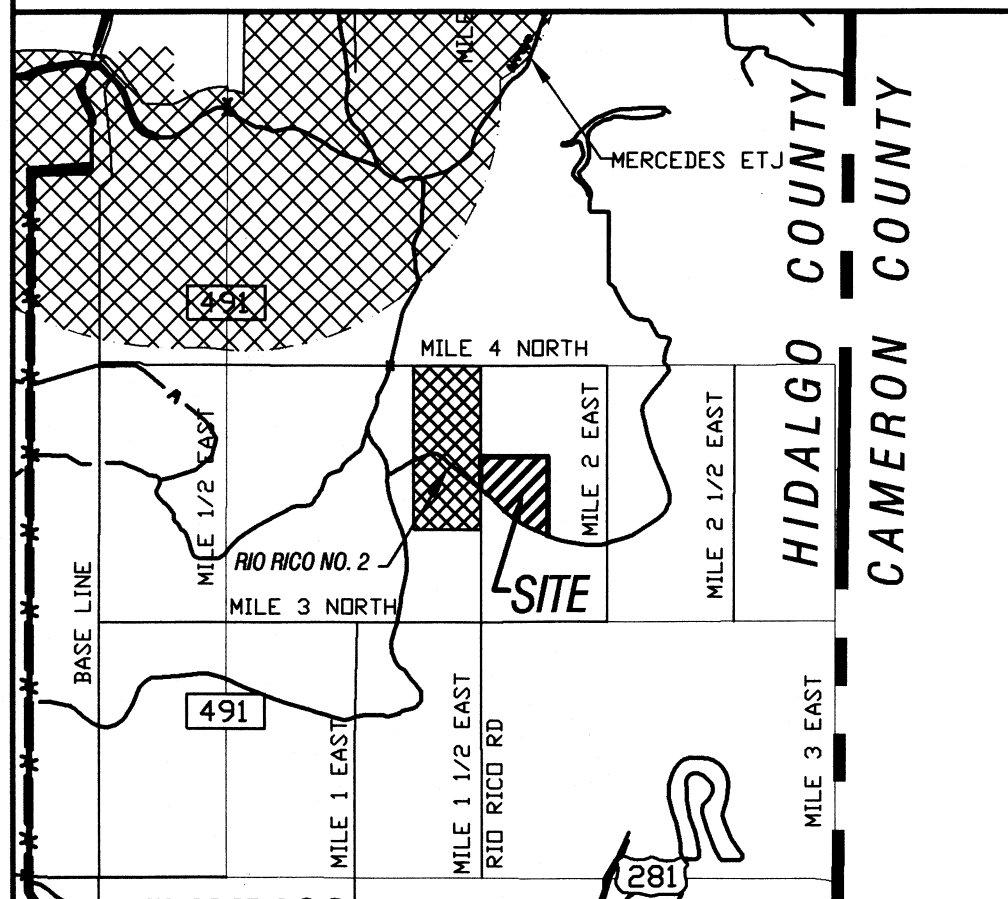 MILE
MERCEDES ETJ
HIDALGO COUNTY
CAMERON COUNTY
491
MILE 4 NORTH
MILE 1/2 EAST
MILE 2 EAST
MILE 2 1/2 EAST
RIO RICO NO. 2
SITE
MILE 3 NORTH
BASE LINE
491
MILE 1 EAST
MILE 1 1/2 EAST
RIO RICO RD
MILE 3 EAST
281